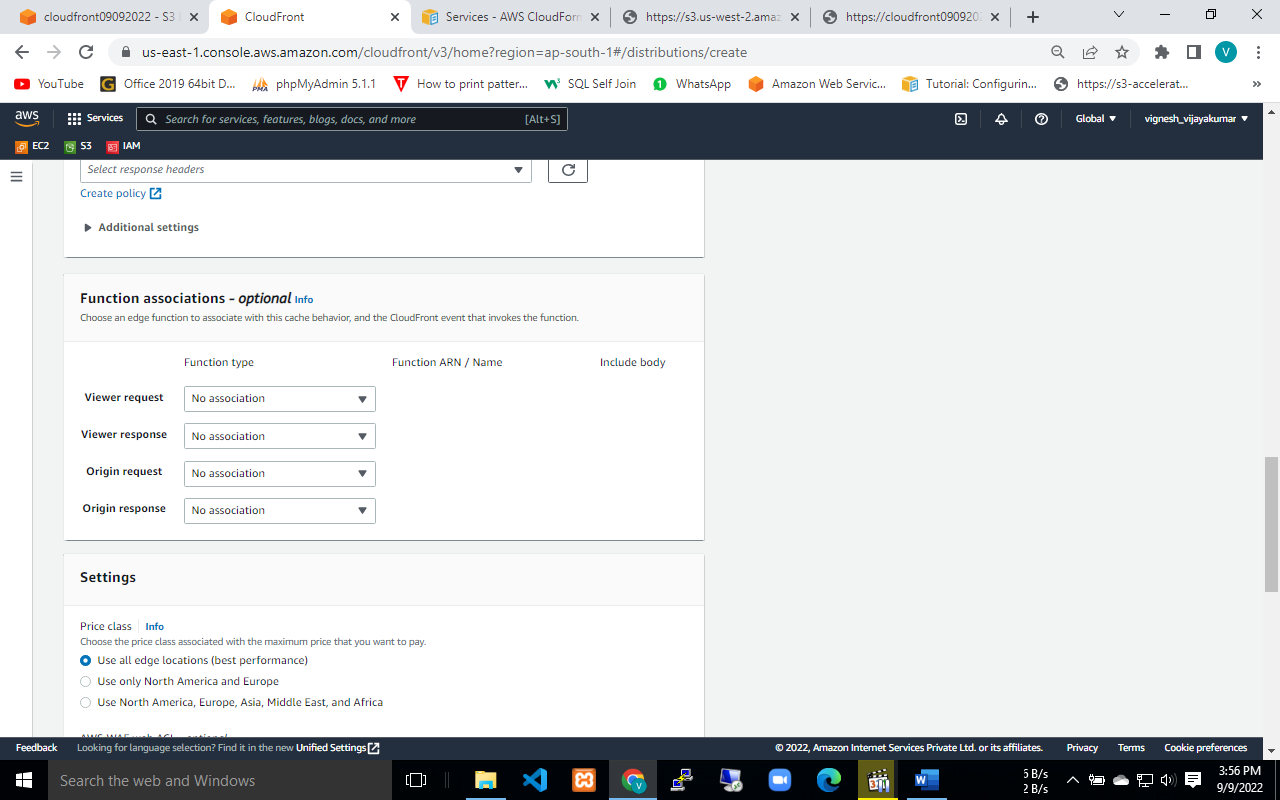 cloudfront09092022 - S3
CloudFront
Services - AWS CloudForm
https://s3.us-west-2.amaz
https://cloudfront090920
us-east-1.console.aws.amazon.com/cloudfront/v3/home?region=ap-south-1#/distributions/create
V
YouTube
Office 2019 64bit D...
phpMyAdmin 5.1.1
How to print patter...
SQL Self Join
WhatsApp
Amazon Web Servic...
Tutorial: Configurin...
https://s3-accelerat...
»
aws
Services
Search for services, features, blogs, docs, and more
[Alt+S]
Global
vignesh_vijayakumar
EC2
S3
IAM
Select response headers
Create policy
Additional settings
Function associations - optional Info
Choose an edge function to associate with this cache behavior, and the CloudFront event that invokes the function.
Function type
Function ARN / Name
Include body
Viewer request
No association
Viewer response
No association
Origin request
No association
Origin response
No association
Settings
Price class
Info
Choose the price class associated with the maximum price that you want to pay.
Use all edge locations (best performance)
Use only North America and Europe
Use North America, Europe, Asia, Middle East, and Africa
AWS WAF web ACL - optional
Feedback
Looking for language selection? Find it in the new Unified Settings
© 2022, Amazon Internet Services Private Ltd. or its affiliates.
Privacy
Terms
Cookie preferences
Search the web and Windows
5 B/s
2 B/s
3:56 PM
9/9/2022